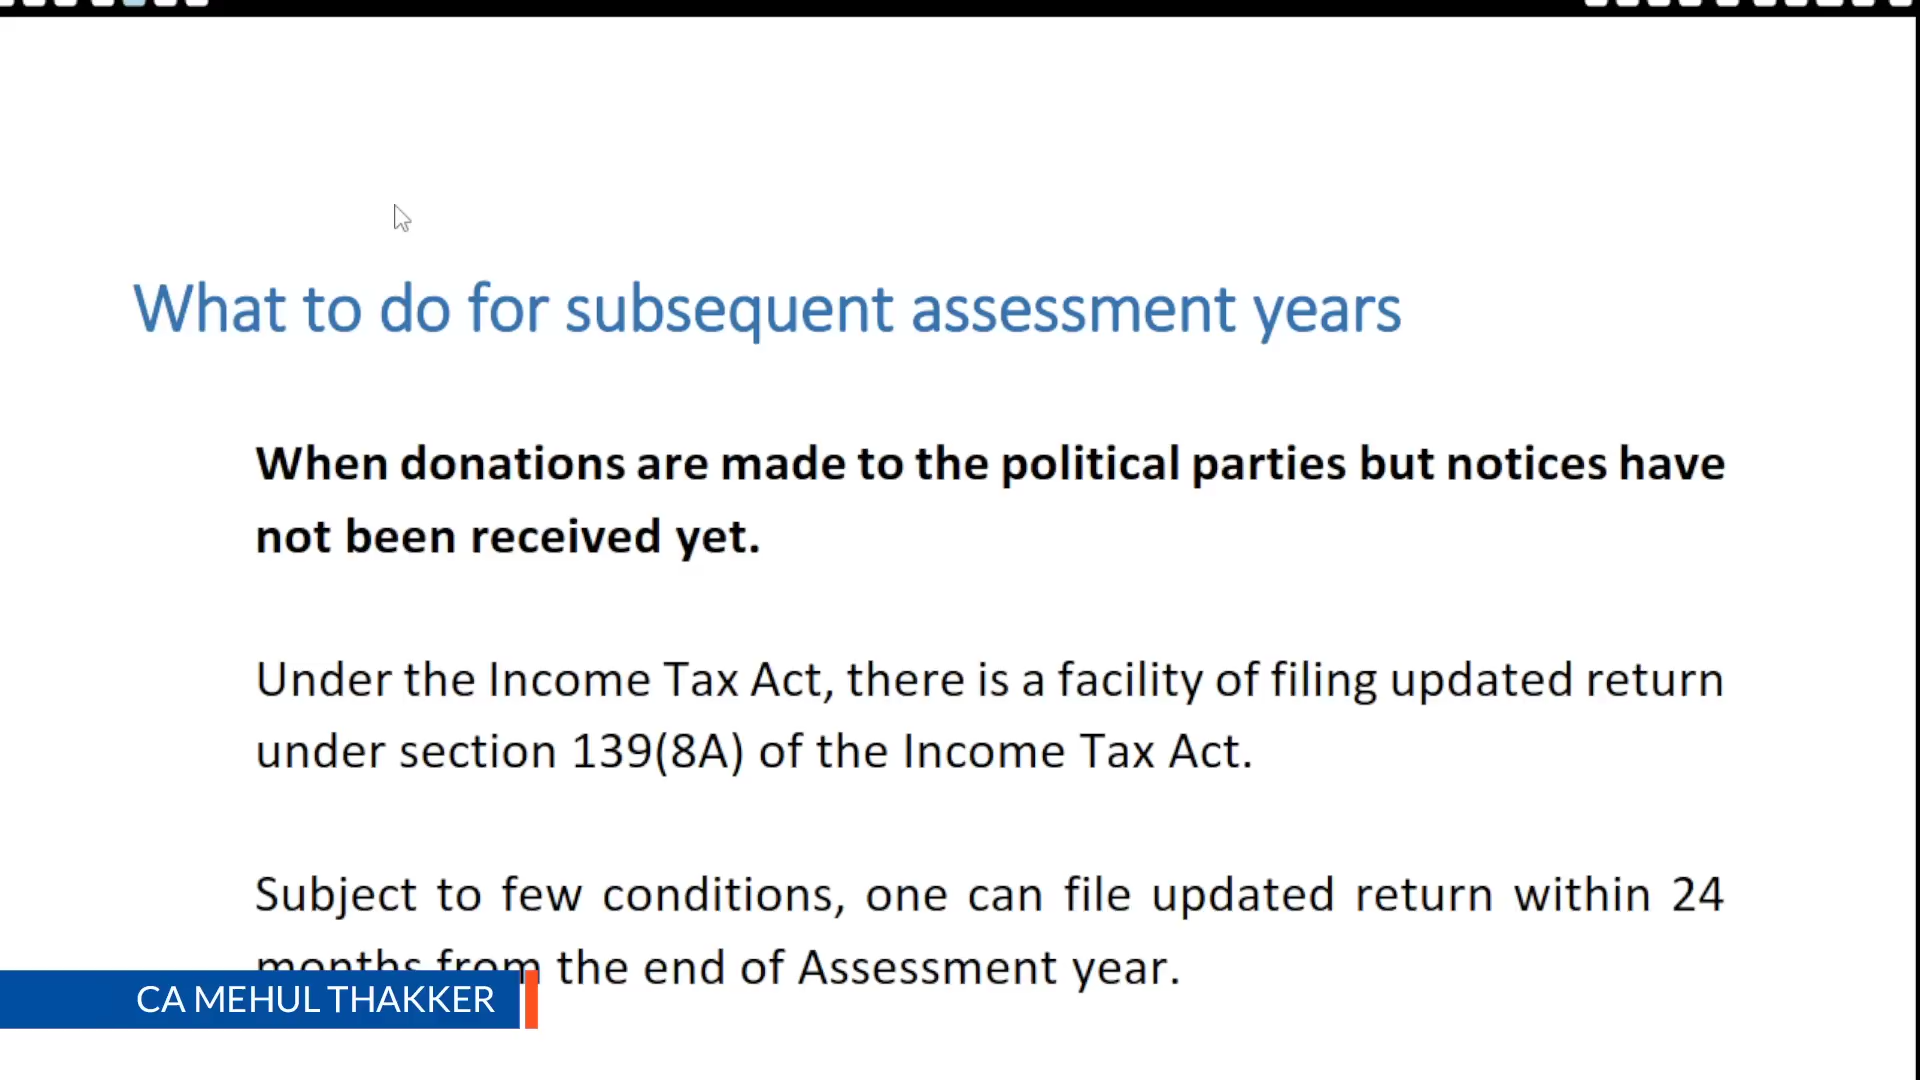 What to do for subsequent assessment years
When donations are made to the political parties but notices have
not been received yet.
Under the Income Tax Act, there is a facility of filing updated return
under section 139(8A) of the Income Tax Act.
Subject to few conditions, one can file updated return within 24
months from the end of Assessment year.
CA MEHUL THAKKER